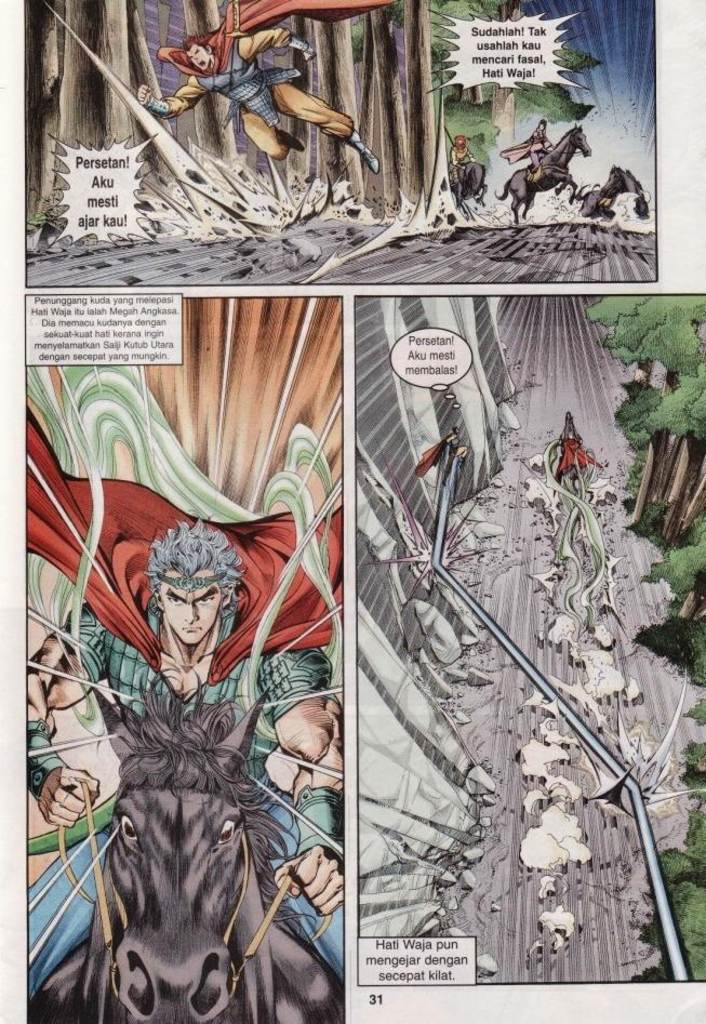 Sudahlah! Tak
usahlah kau
mencari fasal,
Hati Waja!
Persetan!
Aku
mesti
ajar kau!
Penunggang kuda yang melepasi
Hati Waja itu ialah Megah Angkasa.
Dia memacu kudanya dengan
sekuat-kuat hati kerana ingin
menyelamatkan Salji Kutub Utara
dengan secepat yang mungkin.
Persetan!
Aku mesti
membalas!
Hati Waja pun
mengejar dengan
secepat kilat.
31